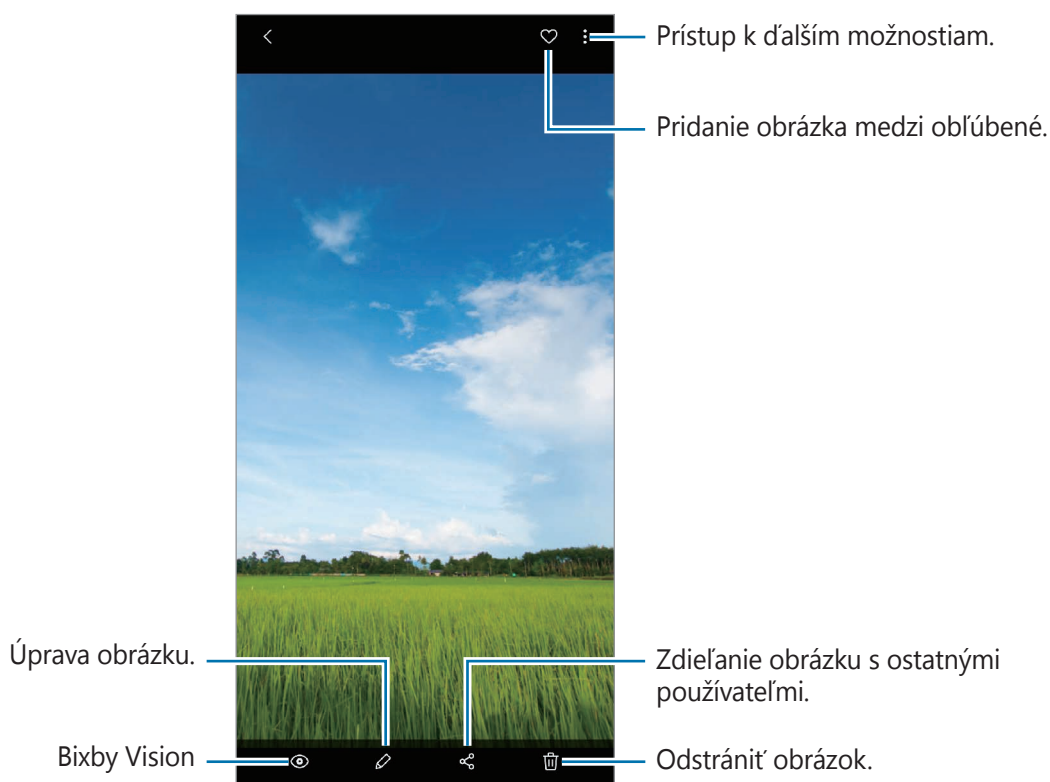 Prístup k ďalším možnostiam.
Pridanie obrázka medzi obľúbené.
Úprava obrázku.
Zdieľanie obrázku s ostatnými
používateľmi.
Bixby Vision
Odstrániť obrázok.